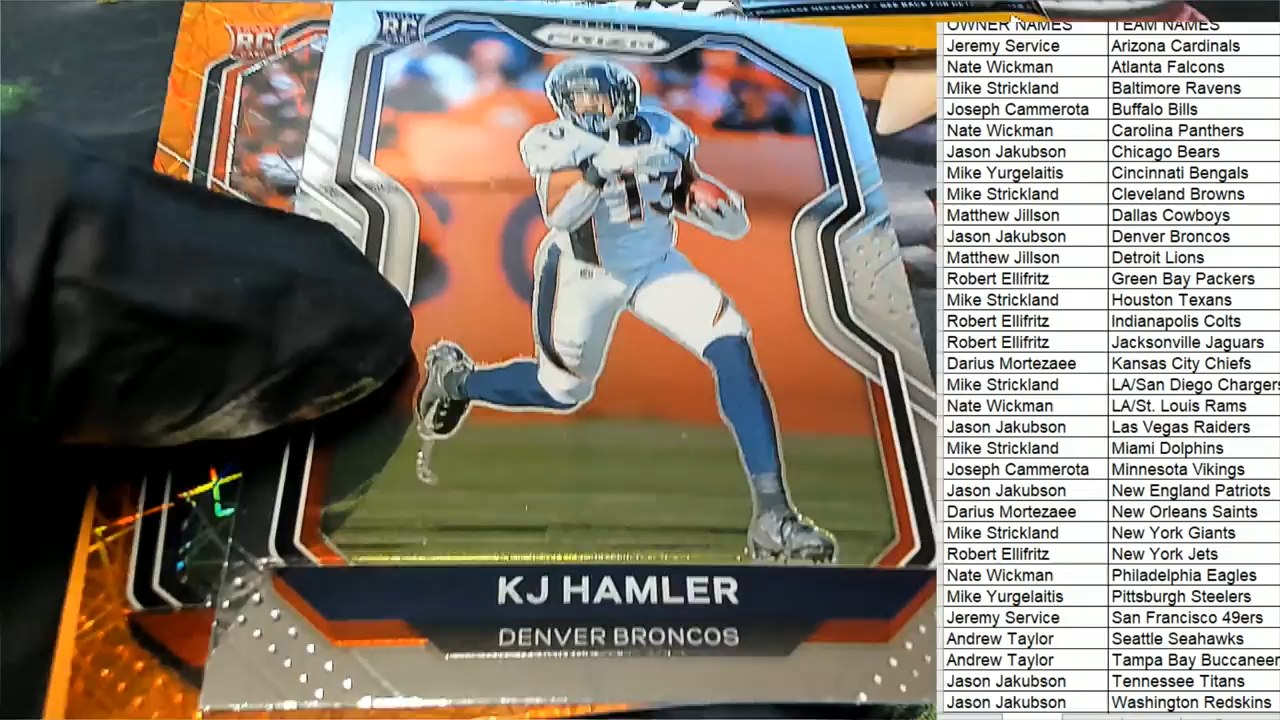 PURCHASE NECESSARY - SEE BACK FOR DET
RC
RC
PRIZM
13
KJ HAMLER
DENVER BRONCOS
OWNER NAMES TEAM NAMES
Jeremy Service Arizona Cardinals
Nate Wickman Atlanta Falcons
Mike Strickland Baltimore Ravens
Joseph Cammerota Buffalo Bills
Nate Wickman Carolina Panthers
Jason Jakubson Chicago Bears
Mike Yurgelaitis Cincinnati Bengals
Mike Strickland Cleveland Browns
Matthew Jillson Dallas Cowboys
Jason Jakubson Denver Broncos
Matthew Jillson Detroit Lions
Robert Ellifritz Green Bay Packers
Mike Strickland Houston Texans
Robert Ellifritz Indianapolis Colts
Robert Ellifritz Jacksonville Jaguars
Darius Mortezaee Kansas City Chiefs
Mike Strickland LA/San Diego Chargers
Nate Wickman LA/St. Louis Rams
Jason Jakubson Las Vegas Raiders
Mike Strickland Miami Dolphins
Joseph Cammerota Minnesota Vikings
Jason Jakubson New England Patriots
Darius Mortezaee New Orleans Saints
Mike Strickland New York Giants
Robert Ellifritz New York Jets
Nate Wickman Philadelphia Eagles
Mike Yurgelaitis Pittsburgh Steelers
Jeremy Service San Francisco 49ers
Andrew Taylor Seattle Seahawks
Andrew Taylor Tampa Bay Buccaneer
Jason Jakubson Tennessee Titans
Jason Jakubson Washington Redskins